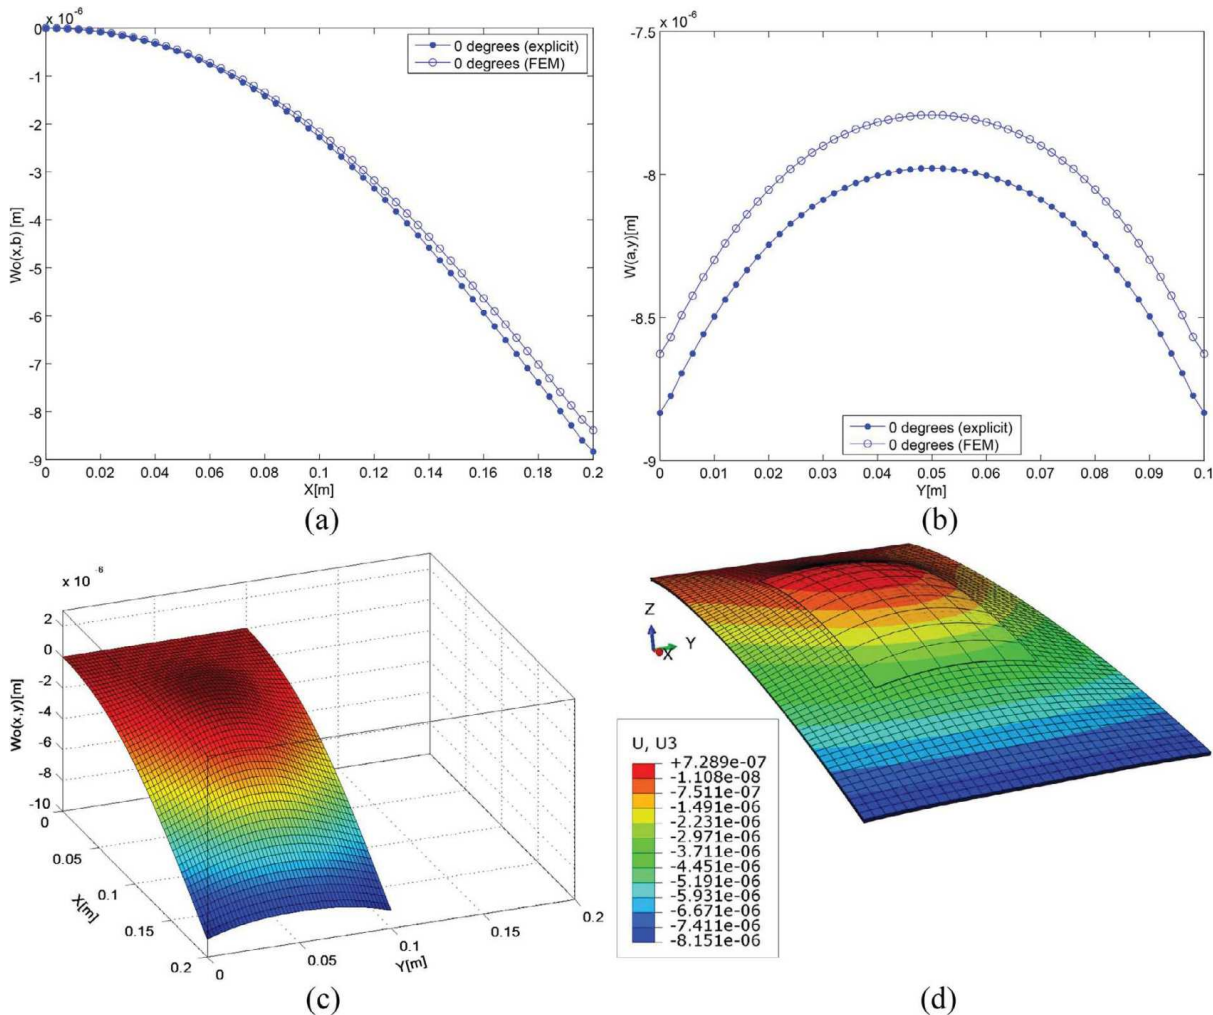 x 10⁻⁶
0
-1
-2
-3
-4
-5
-6
-7
-8
-9
Wo(x,b) [m]
0 0.02 0.04 0.06 0.08 0.1 0.12 0.14 0.16 0.18 0.2
X[m]
0 degrees (explicit)
0 degrees (FEM)
(a)
x 10⁻⁶
-7.5
-8
-8.5
-9
W(a,y)[m]
0 0.01 0.02 0.03 0.04 0.05 0.06 0.07 0.08 0.09 0.1
Y[m]
0 degrees (explicit)
0 degrees (FEM)
(b)
x 10⁻⁶
2
0
-2
-4
-6
-8
-10
Wo(x,y)[m]
0
0.05
0.1
0.15
0.2
X[m]
0
0.05
0.1
0.15
0.2
Y[m]
(c)
Z
Y
X
U, U3
+7.289e-07
-1.108e-08
-7.511e-07
-1.491e-06
-2.231e-06
-2.971e-06
-3.711e-06
-4.451e-06
-5.191e-06
-5.931e-06
-6.671e-06
-7.411e-06
-8.151e-06
(d)